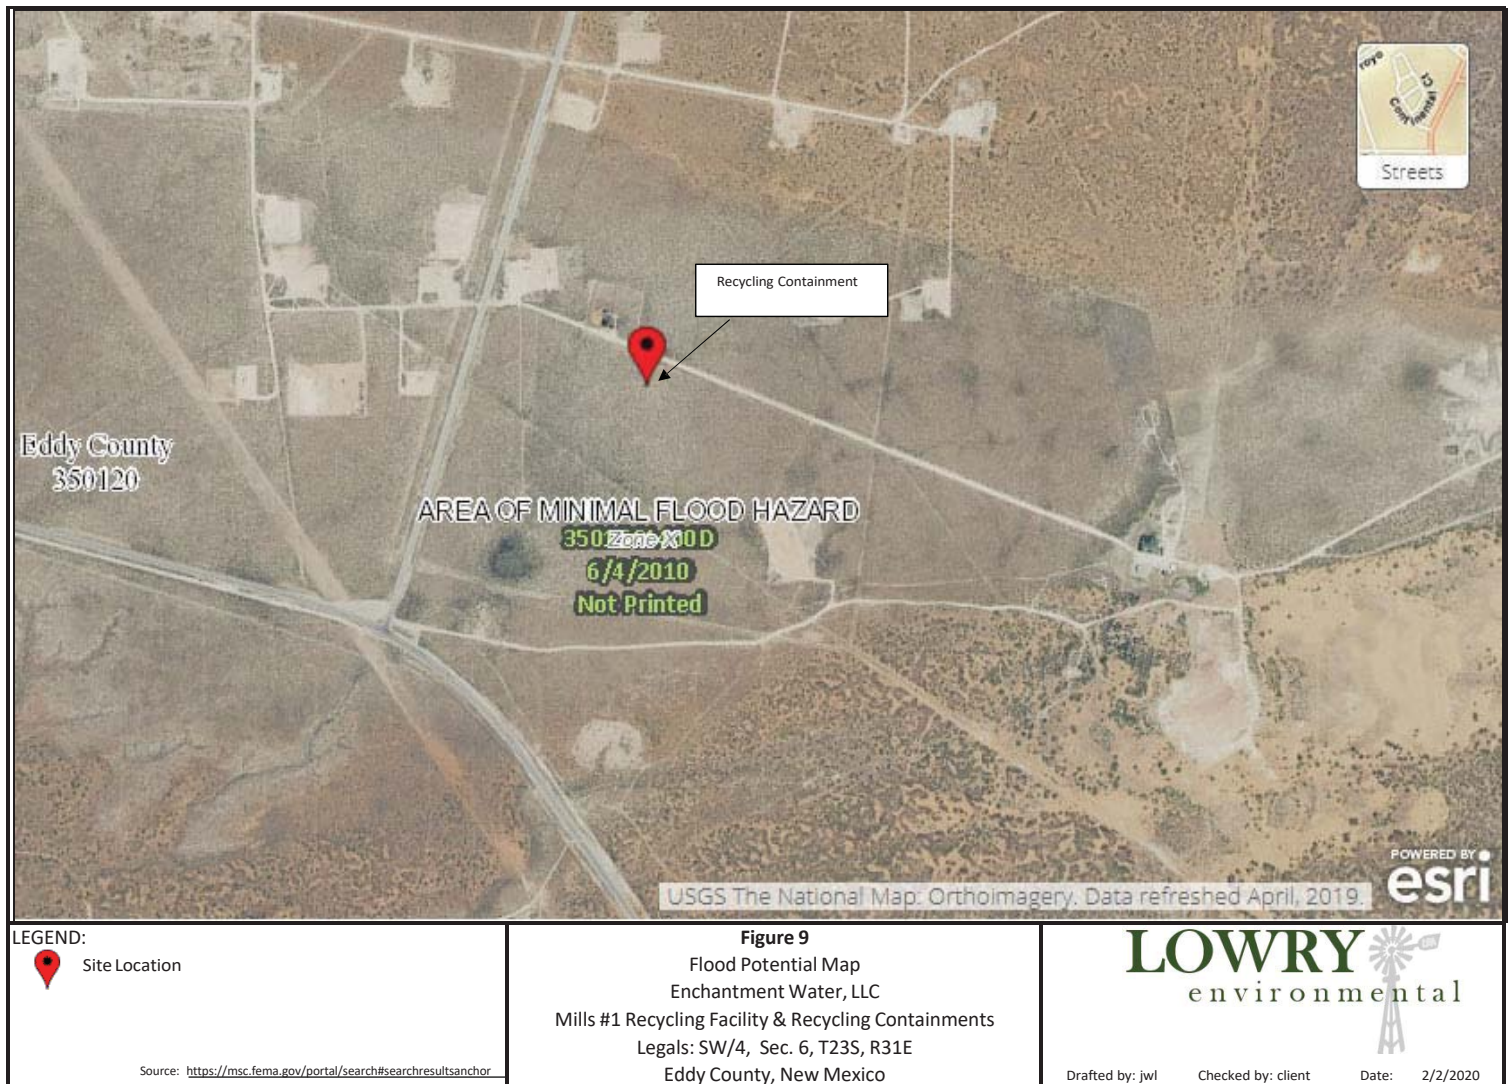 royo
Continental Ct
Streets
Recycling Containment
Eddy County
350120
AREA OF MINIMAL FLOOD HAZARD
Zone X
6/4/2010
Not Printed
POWERED BY
esri
USGS The National Map: Orthoimagery. Data refreshed April, 2019.
LEGEND:
Site Location
Source: https://msc.fema.gov/portal/search#searchresultsanchor
Figure 9
Flood Potential Map
Enchantment Water, LLC
Mills #1 Recycling Facility & Recycling Containments
Legals: SW/4, Sec. 6, T23S, R31E
Eddy County, New Mexico
LOWRY
environmental
Drafted by: jwl Checked by: client Date: 2/2/2020